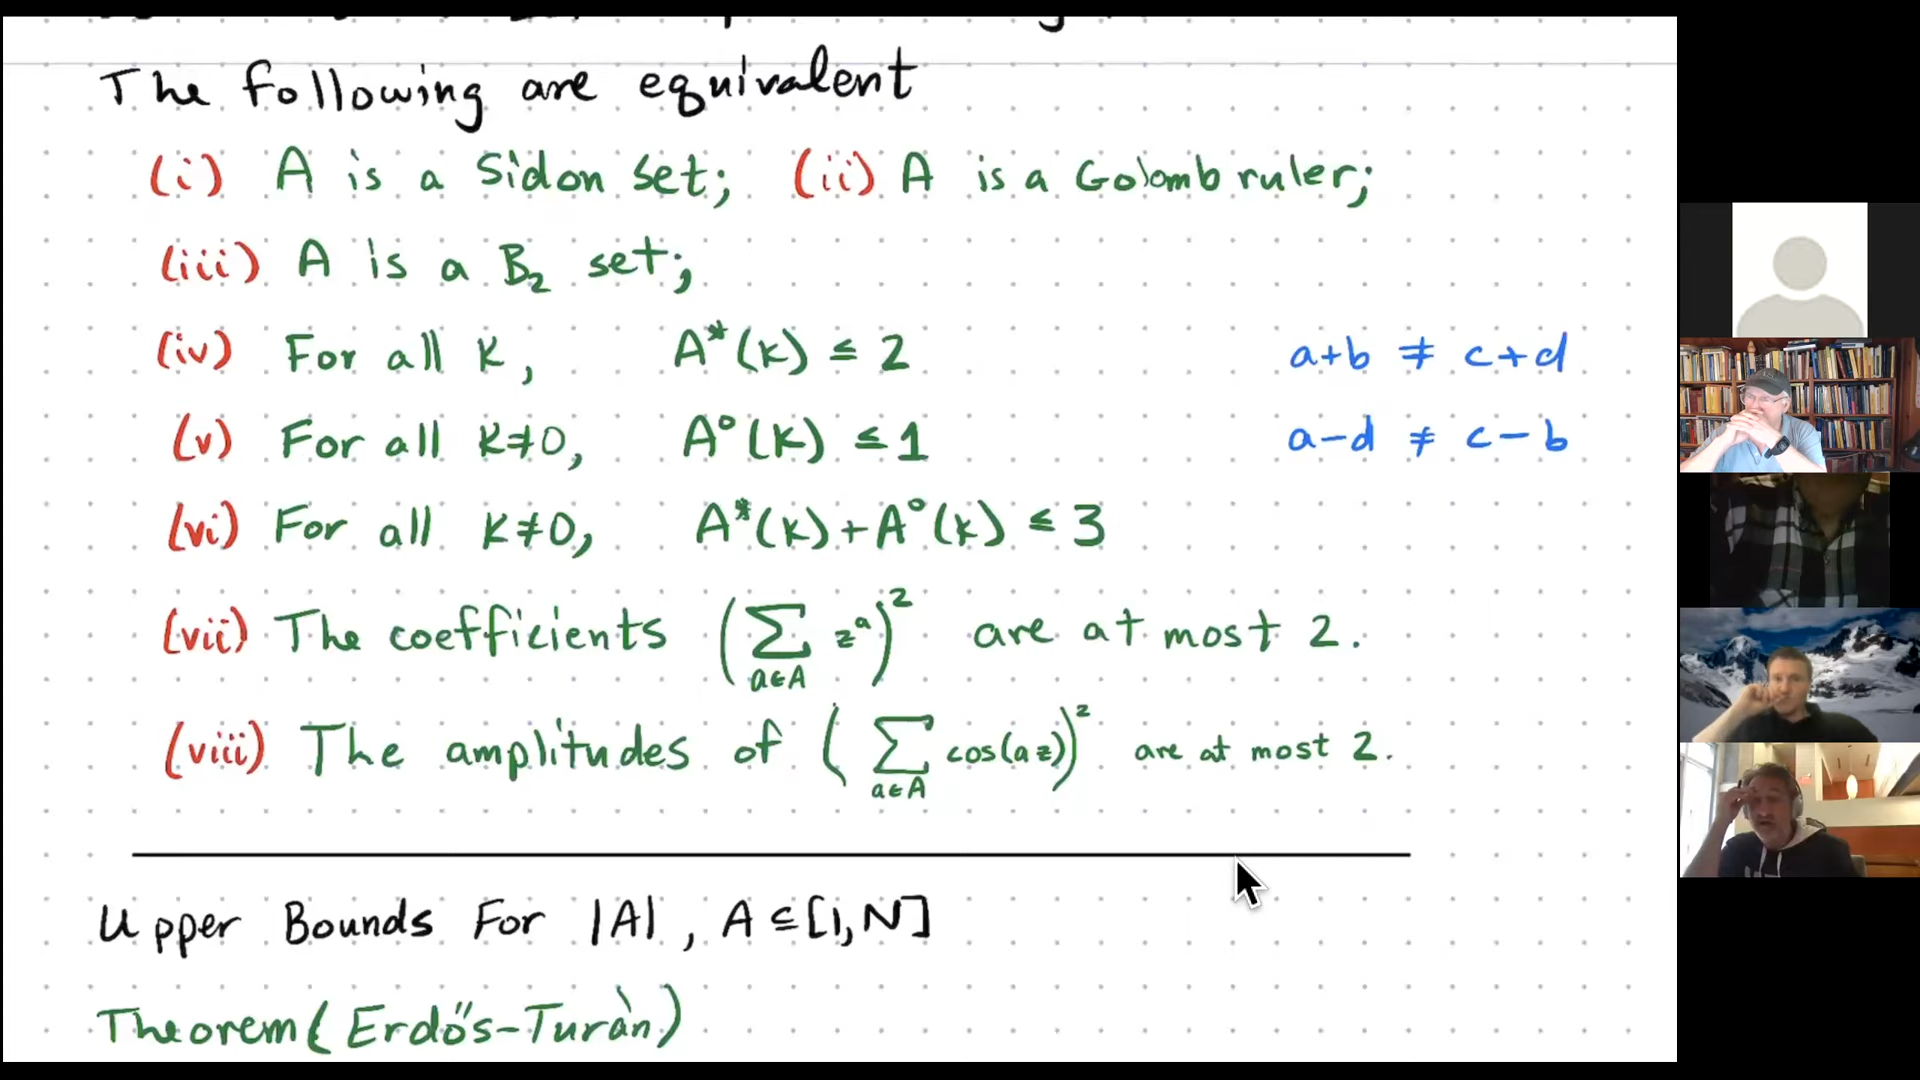 The following are equivalent
(i) A is a Sidon set; (ii) A is a Golomb ruler;
(iii) A is a B₂ set;
(iv) For all k, A*(k) ≤ 2 a+b ≠ c+d
(v) For all k≠0, A°(k) ≤ 1 a-d ≠ c-b
(vi) For all k≠0, A*(k) + A°(k) ≤ 3
(vii) The coefficients (∑_{a∈A} zᵃ)² are at most 2.
(viii) The amplitudes of (∑_{a∈A} cos(az))² are at most 2.
Upper Bounds For |A|, A ⊆ [1,N]
Theorem (Erdős-Turàn)